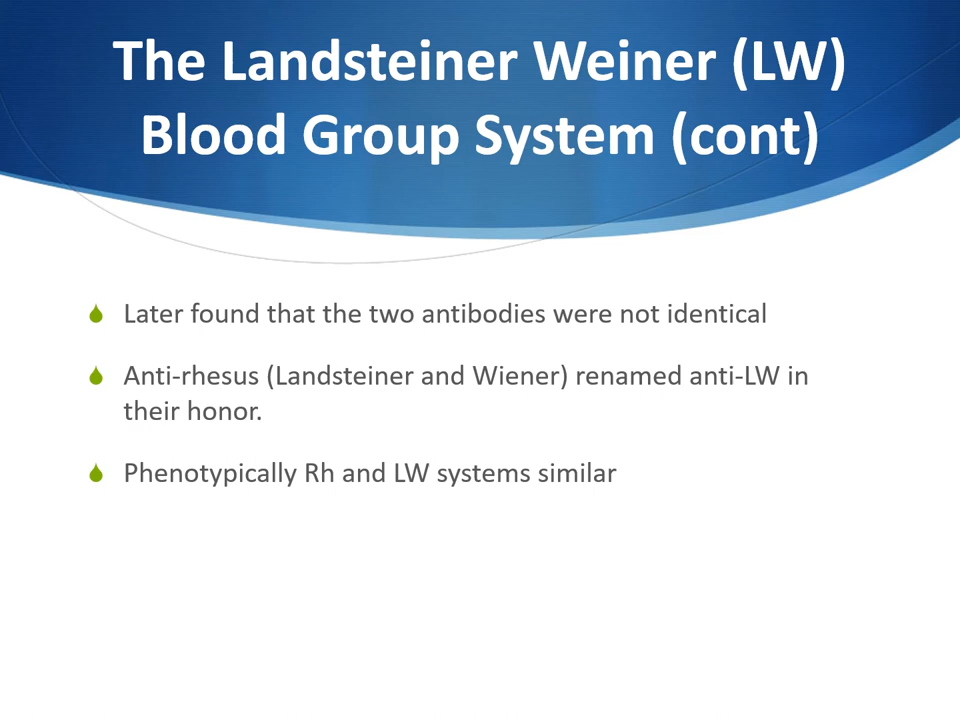 The Landsteiner Weiner (LW)
Blood Group System (cont)
Later found that the two antibodies were not identical
Anti-rhesus (Landsteiner and Wiener) renamed anti-LW in
their honor.
Phenotypically Rh and LW systems similar